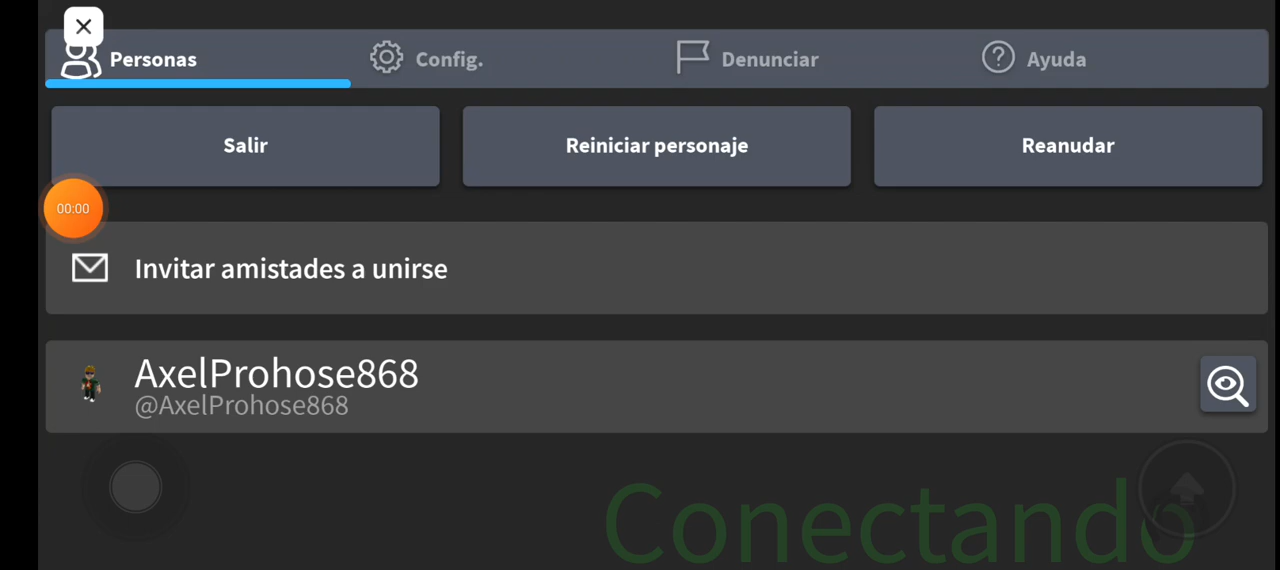 Personas
Config.
Denunciar
Ayuda
Salir
Reiniciar personaje
Reanudar
00:00
Invitar amistades a unirse
AxelProhose868
@AxelProhose868
Conectando